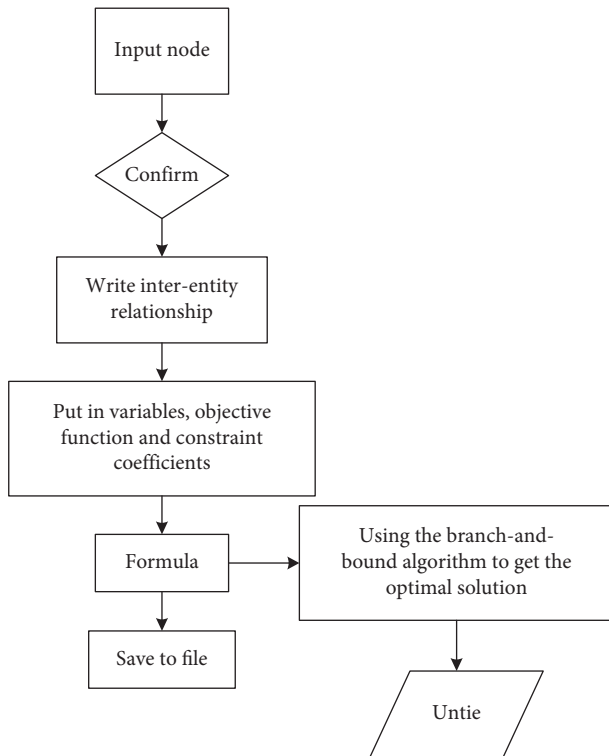 Input node
Confirm
Write inter-entity
relationship
Put in variables, objective
function and constraint
coefficients
Formula
Using the branch-and-
bound algorithm to get the
optimal solution
Save to file
Untie